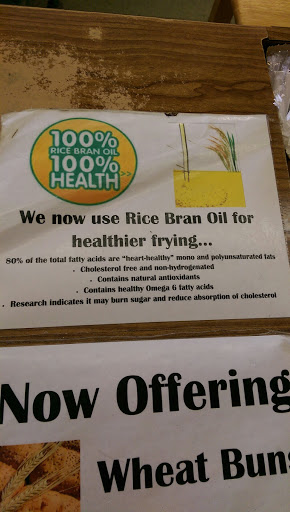 100%
RICE BRAN OIL
100%
HEALTH>>
We now use Rice Bran Oil for
healthier frying...
80% of the total fatty acids are "heart-healthy" mono and polyunsaturated fats
. Cholesterol free and non-hydrogenated
. Contains natural antioxidants
. Contains healthy Omega 6 fatty acids
. Research indicates it may burn sugar and reduce absorption of cholesterol
Now Offering
Wheat Buns